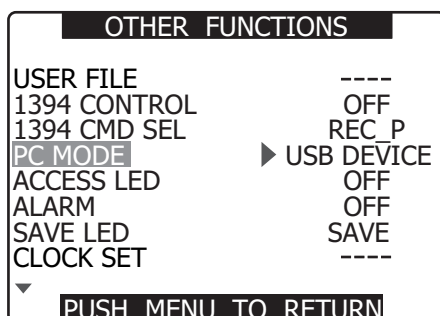 OTHER FUNCTIONS
USER FILE ----
1394 CONTROL OFF
1394 CMD SEL REC_P
PC MODE USB DEVICE
ACCESS LED OFF
ALARM OFF
SAVE LED SAVE
CLOCK SET ----
PUSH MENU TO RETURN